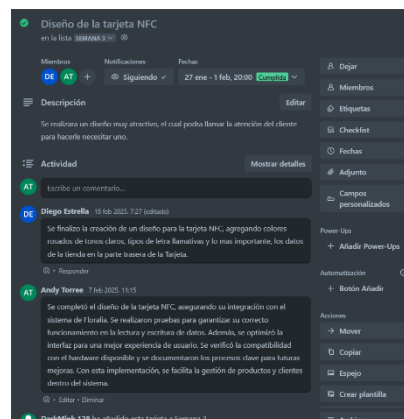 Diseño de la tarjeta NFC
en la lista SEMANA 3
Miembros
Notificaciones
Fechas
DE AT +
Siguiendo
27 ene - 1 feb, 20:00 Cumplida
Descripción
Editar
Se realizara un diseño muy atractivo, el cual podra llamar la atención del cliente
para hacerle necesitar uno.
Actividad
Mostrar detalles
AT
Escribe un comentario...
DE
Diego Estrella 18 feb 2025, 7:27 (editado)
Se finalizo la creación de un diseño para la tarjeta NFC, agregando colores
rosados de tonos claros, tipos de letra llamativas y lo mas importante, los datos
de la tienda en la parte trasera de la Tarjeta.
Responder
AT
Andy Torree 7 feb 2025, 11:15
Se completó el diseño de la tarjeta NFC, asegurando su integración con el
sistema de Floralia. Se realizaron pruebas para garantizar su correcto
funcionamiento en la lectura y escritura de datos. Además, se optimizó la
interfaz para una mejor experiencia de usuario. Se verificó la compatibilidad
con el hardware disponible y se documentaron los procesos clave para futuras
mejoras. Con esta implementación, se facilita la gestión de productos y clientes
dentro del sistema.
Editar • Eliminar
ha añadido esta tarjeta a Semana 3
Dejar
Miembros
Etiquetas
Checklist
Fechas
Adjunto
Campos
personalizados
Power-Ups
+ Añadir Power-Ups
Automatización
+ Botón Añadir
Acciones
Mover
Copiar
Espejo
Crear plantilla